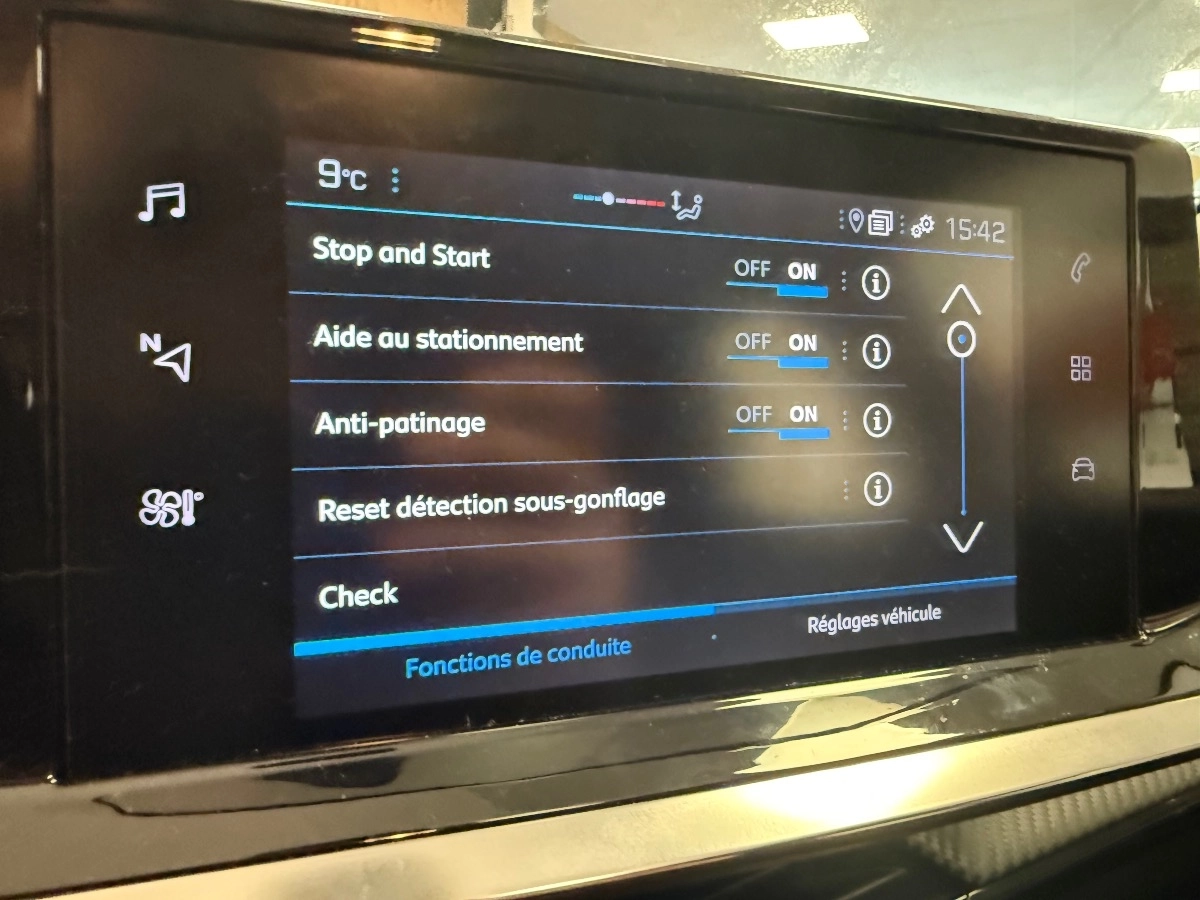 9°C
15:42
Stop and Start
OFF ON
Aide au stationnement
OFF ON
Anti-patinage
OFF ON
Reset détection sous-gonflage
Check
Fonctions de conduite
Réglages véhicule
N